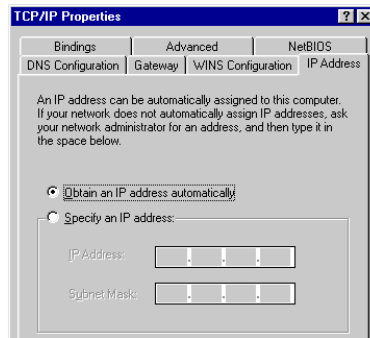 TCP/IP Properties
Bindings Advanced NetBIOS
DNS Configuration Gateway WINS Configuration IP Address
An IP address can be automatically assigned to this computer.
If your network does not automatically assign IP addresses, ask
your network administrator for an address, and then type it in
the space below.
Obtain an IP address automatically
Specify an IP address:
IP Address:
Subnet Mask: